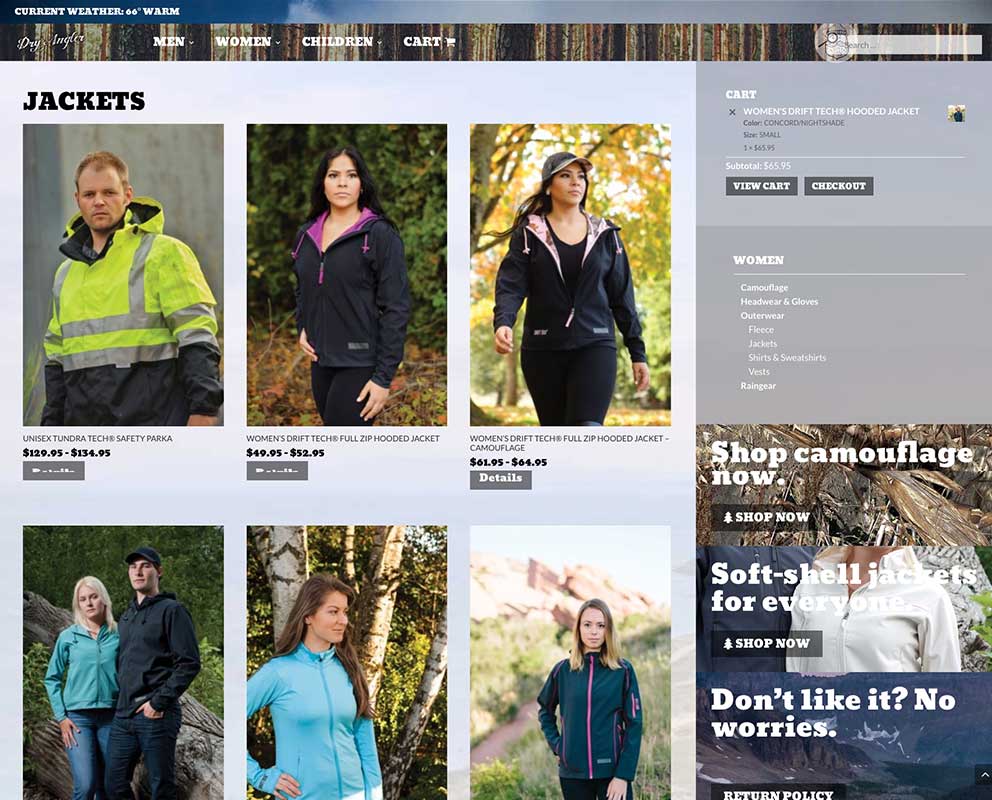 CURRENT WEATHER: 66° WARM
Dry Angler
MEN
WOMEN
CHILDREN
CART
Search ...
JACKETS
UNISEX TUNDRA TECH® SAFETY PARKA
$129.95 - $134.95
Details
WOMEN'S DRIFT TECH® FULL ZIP HOODED JACKET
$49.95 - $52.95
Details
WOMEN'S DRIFT TECH® FULL ZIP HOODED JACKET –
CAMOUFLAGE
$61.95 - $64.95
Details
CART
× WOMEN'S DRIFT TECH® HOODED JACKET
Color: CONCORD/NIGHTSHADE
Size: SMALL
1 × $65.95
Subtotal: $65.95
VIEW CART
CHECKOUT
WOMEN
Camouflage
Headwear & Gloves
Outerwear
Fleece
Jackets
Shirts & Sweatshirts
Vests
Raingear
Shop camouflage
now.
SHOP NOW
Soft-shell jackets
for everyone.
SHOP NOW
Don't like it? No
worries.
RETURN POLICY